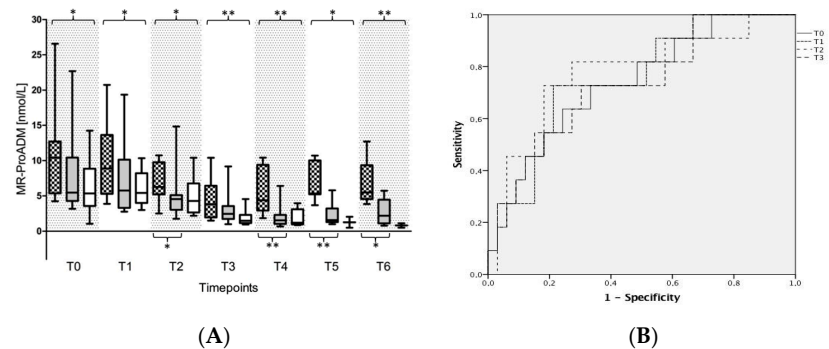 * * * ** ** * **
30
25
20
15
10
5
0
MR-ProADM [nmol/L]
* ** ** *
T0 T1 T2 T3 T4 T5 T6
Timepoints
(A)
1,0
0,8
0,6
0,4
0,2
0,0
Sensitivity
0.0 0.2 0.4 0.6 0.8 1.0
1 - Specificity
T0
T1
T2
T3
(B)